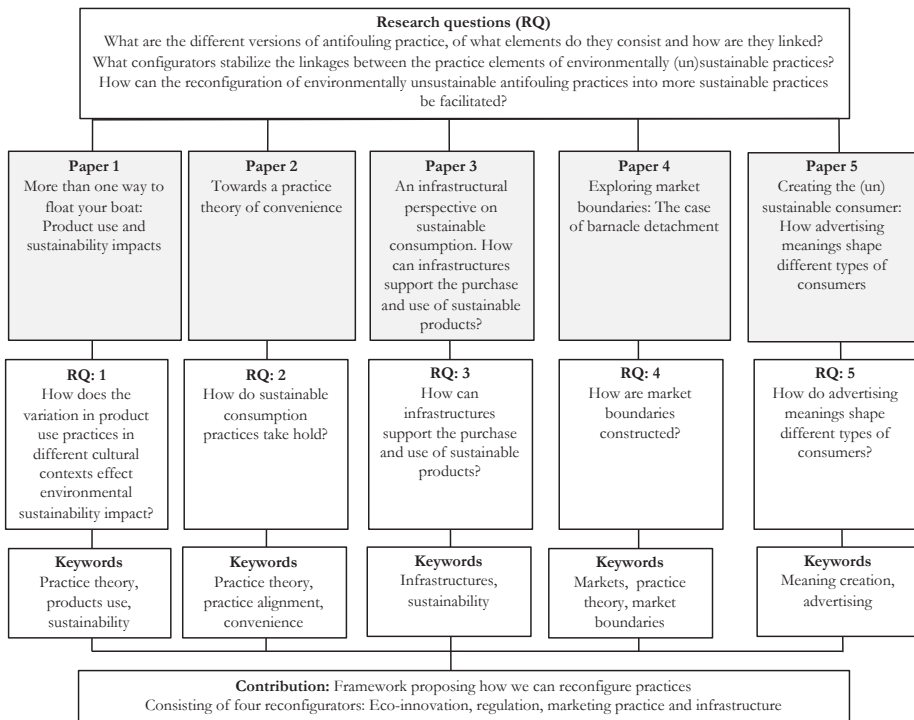 Research questions (RQ)
What are the different versions of antifouling practice, of what elements do they consist and how are they linked?
What configurators stabilize the linkages between the practice elements of environmentally (un)sustainable practices?
How can the reconfiguration of environmentally unsustainable antifouling practices into more sustainable practices
be facilitated?
Paper 1
More than one way to
float your boat:
Product use and
sustainability impacts
Paper 2
Towards a practice
theory of convenience
Paper 3
An infrastructural
perspective on
sustainable
consumption. How
can infrastructures
support the purchase
and use of sustainable
products?
Paper 4
Exploring market
boundaries: The case
of barnacle detachment
Paper 5
Creating the (un)
sustainable consumer:
How advertising
meanings shape
different types of
consumers
RQ: 1
How does the
variation in product
use practices in
different cultural
contexts effect
environmental
sustainability impact?
RQ: 2
How do sustainable
consumption
practices take hold?
RQ: 3
How can
infrastructures
support the purchase
and use of sustainable
products?
RQ: 4
How are market
boundaries
constructed?
RQ: 5
How do advertising
meanings shape
different types of
consumers?
Keywords
Practice theory,
products use,
sustainability
Keywords
Practice theory,
practice alignment,
convenience
Keywords
Infrastructures,
sustainability
Keywords
Markets, practice
theory, market
boundaries
Keywords
Meaning creation,
advertising
Contribution: Framework proposing how we can reconfigure practices
Consisting of four reconfigurators: Eco-innovation, regulation, marketing practice and infrastructure